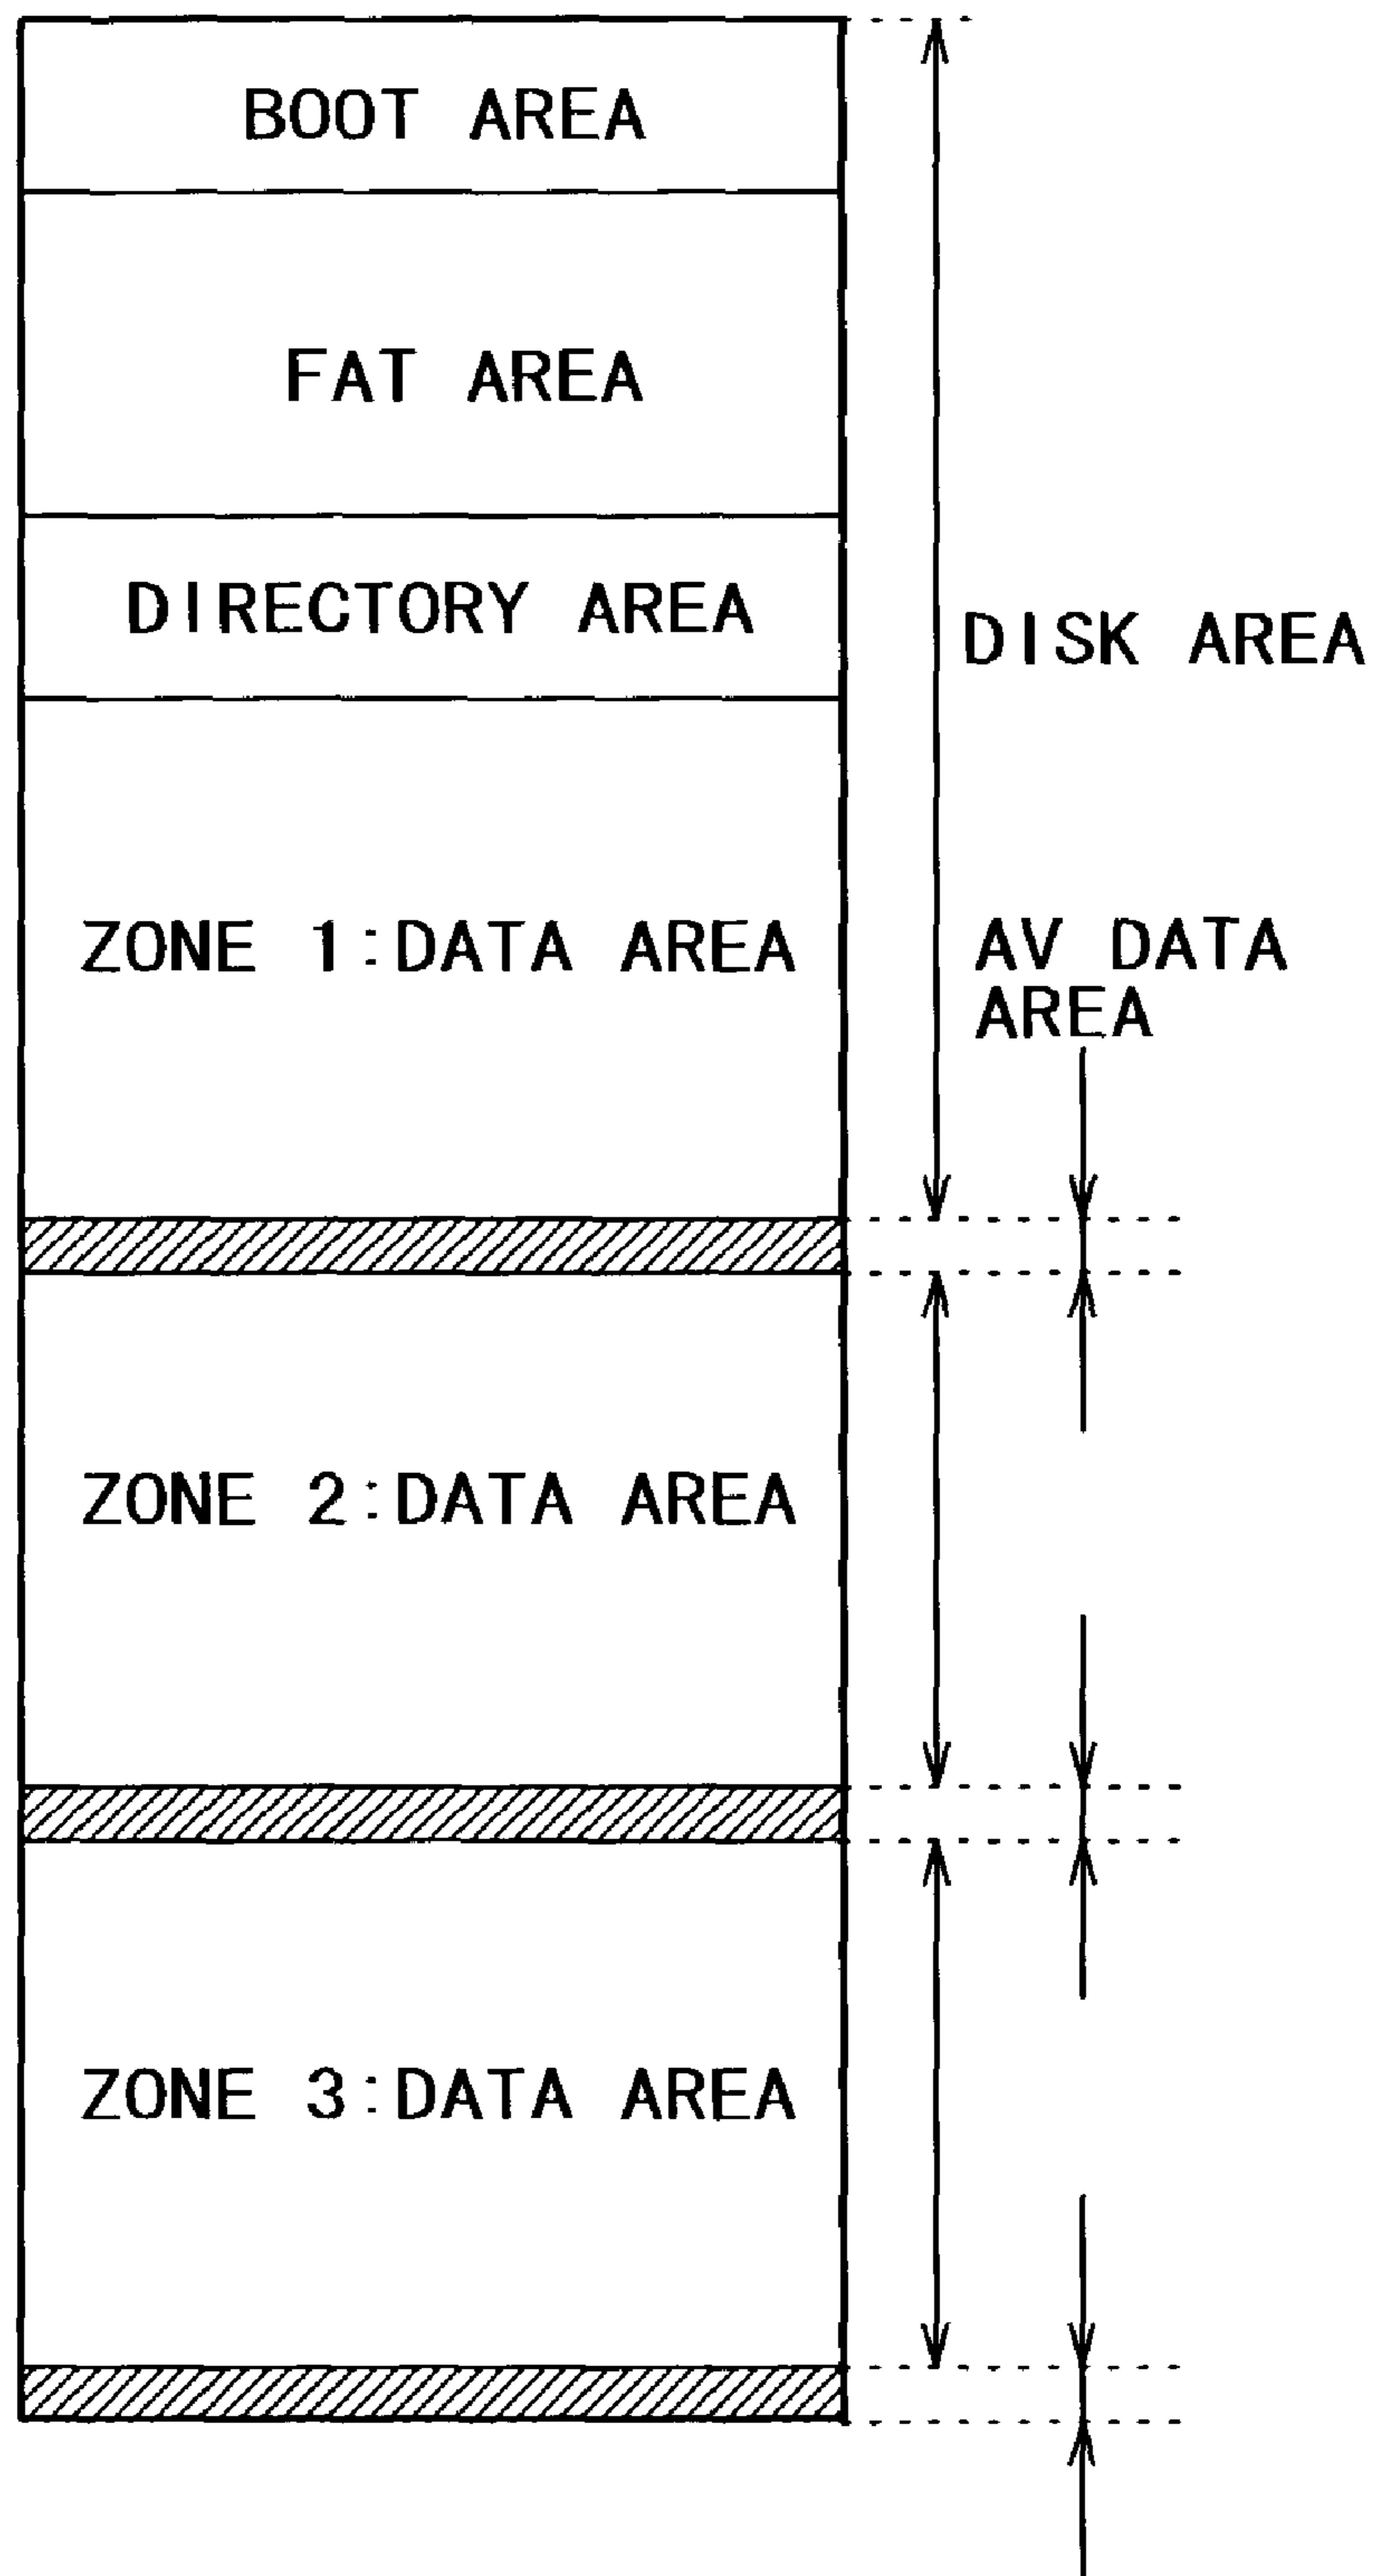 BOOT AREA
FAT AREA
DIRECTORY AREA
DISK AREA
ZONE 1:DATA AREA
AV DATA
AREA
ZONE 2:DATA AREA
ZONE 3:DATA AREA